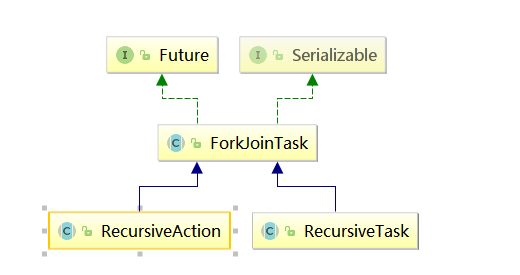 I Future
I Serializable
C ForkJoinTask
C RecursiveAction
C RecursiveTask